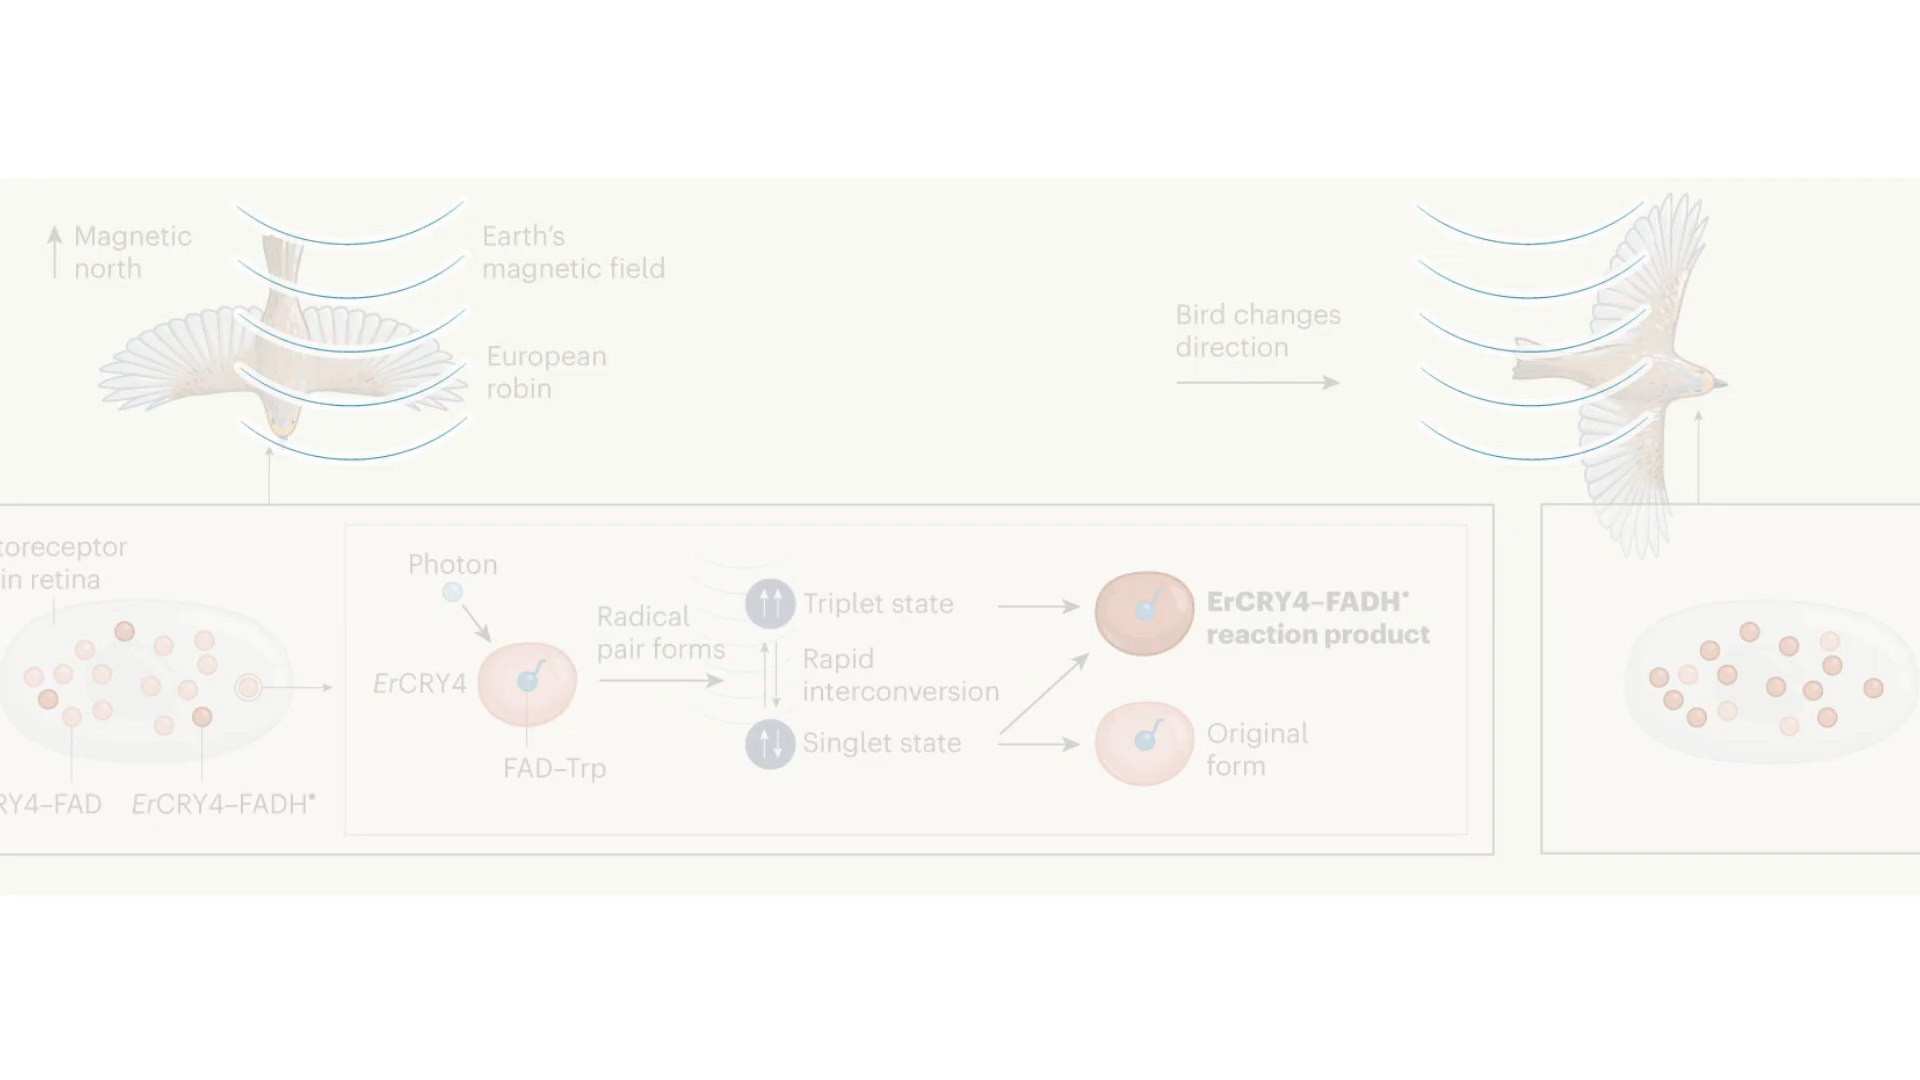 Magnetic
north
Earth's
magnetic field
European
robin
Bird changes
direction
toreceptor
in retina
RY4–FAD
ErCRY4–FADH•
Photon
ErCRY4
FAD–Trp
Radical
pair forms
Triplet state
Rapid
interconversion
Singlet state
ErCRY4–FADH•
reaction product
Original
form